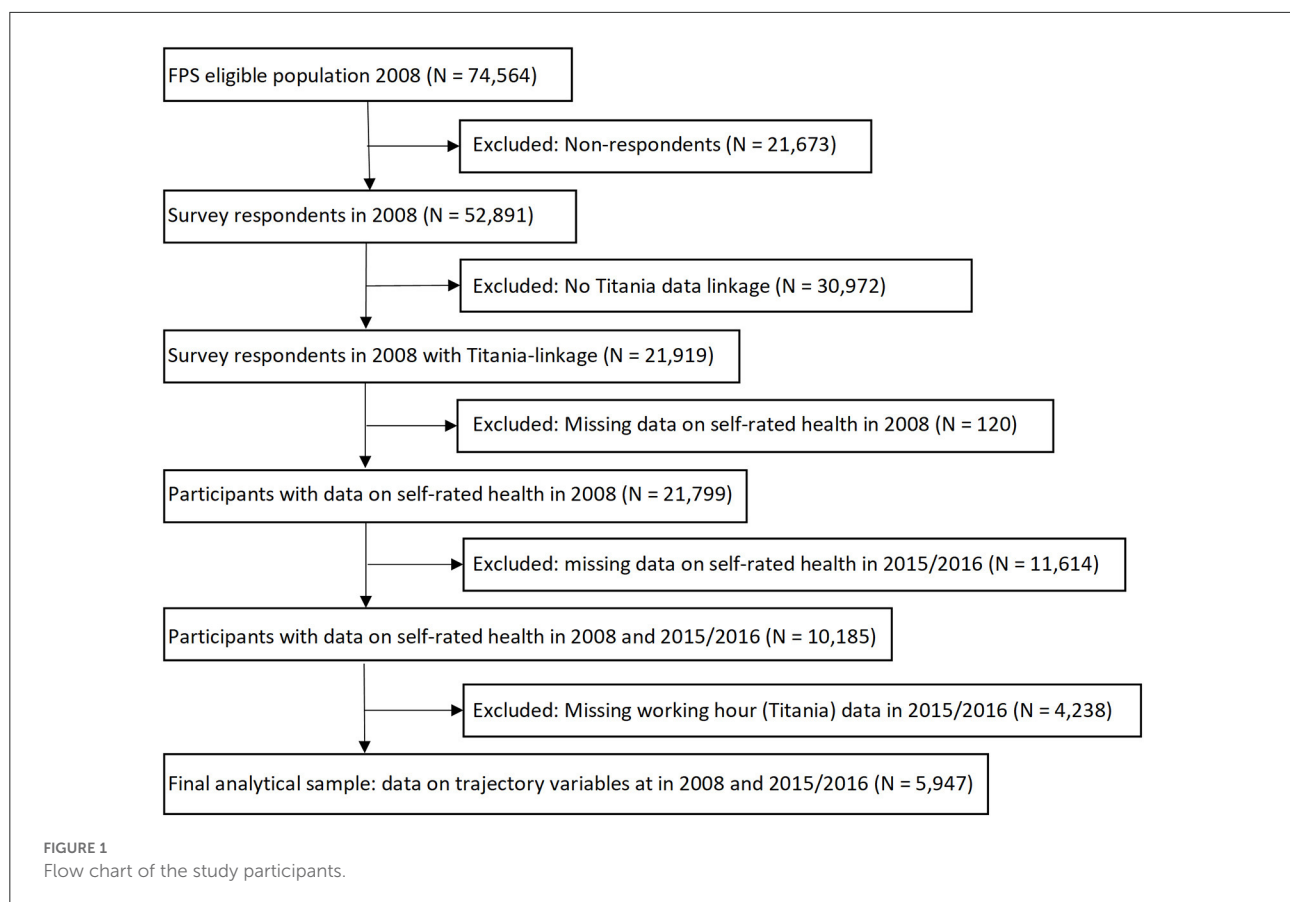 FPS eligible population 2008 (N = 74,564)
Excluded: Non-respondents (N = 21,673)
Survey respondents in 2008 (N = 52,891)
Excluded: No Titania data linkage (N = 30,972)
Survey respondents in 2008 with Titania-linkage (N = 21,919)
Excluded: Missing data on self-rated health in 2008 (N = 120)
Participants with data on self-rated health in 2008 (N = 21,799)
Excluded: missing data on self-rated health in 2015/2016 (N = 11,614)
Participants with data on self-rated health in 2008 and 2015/2016 (N = 10,185)
Excluded: Missing working hour (Titania) data in 2015/2016 (N = 4,238)
Final analytical sample: data on trajectory variables at in 2008 and 2015/2016 (N = 5,947)
FIGURE 1
Flow chart of the study participants.